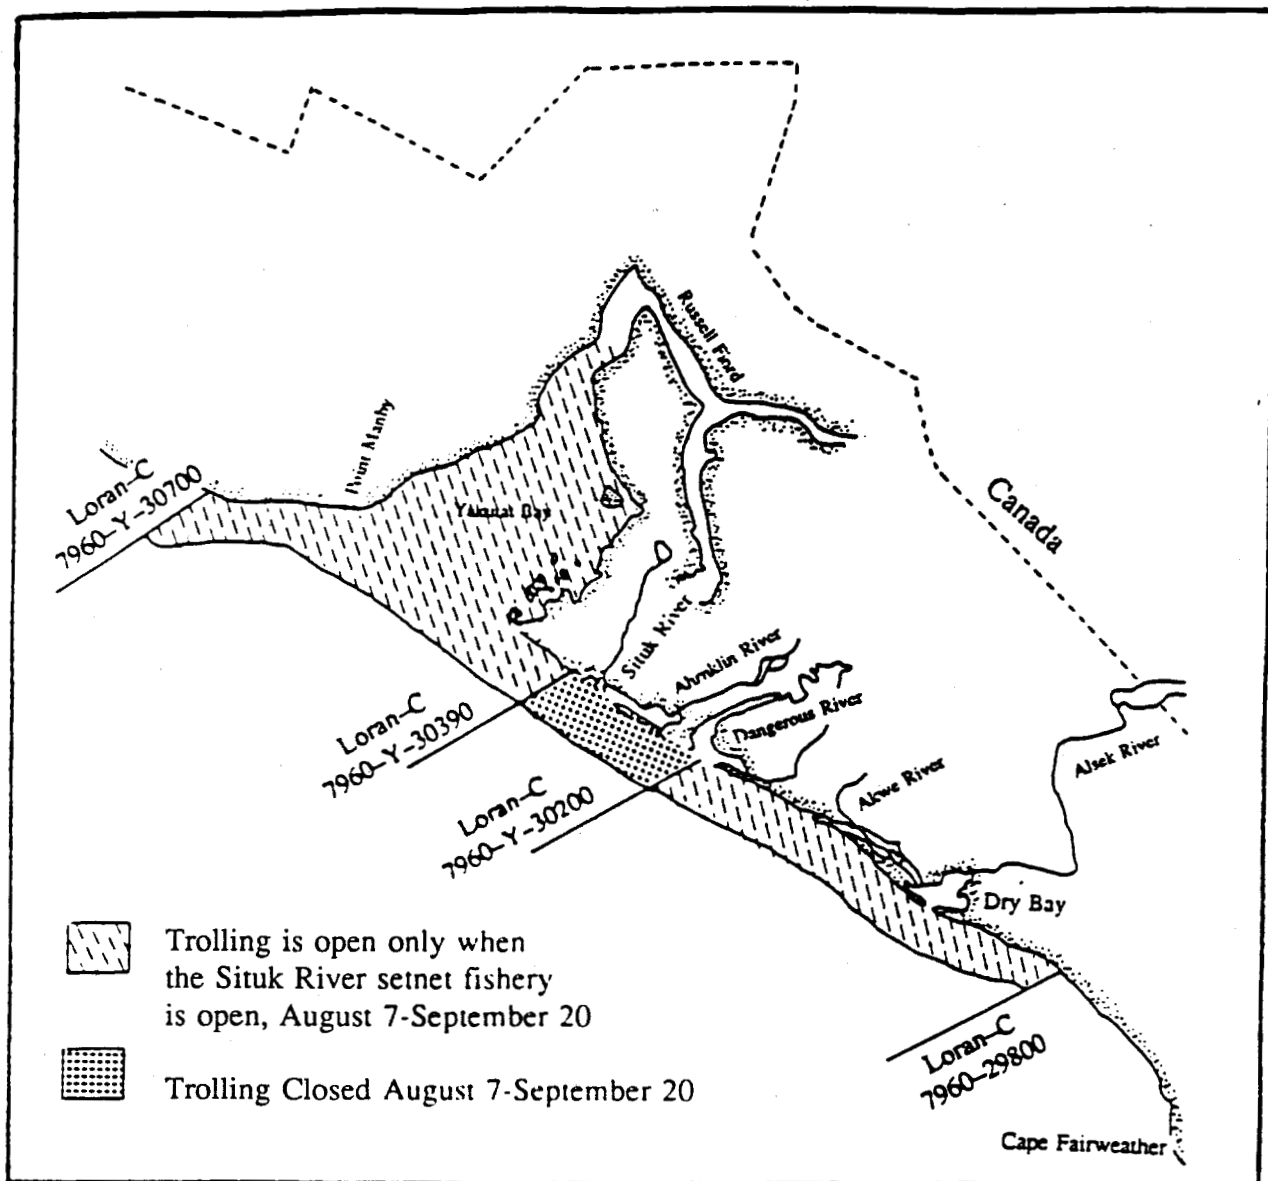 Russell Fiord
Point Manby
Canada
Loran-C
7960-Y-30700
Yakutat Bay
Situk River
Ahrnklin River
Dangerous River
Loran-C
7960-Y-30390
Alsek River
Akwe River
Loran-C
7960-Y-30200
Dry Bay
Trolling is open only when
the Situk River setnet fishery
is open, August 7-September 20
Loran-C
7960-29800
Trolling Closed August 7-September 20
Cape Fairweather